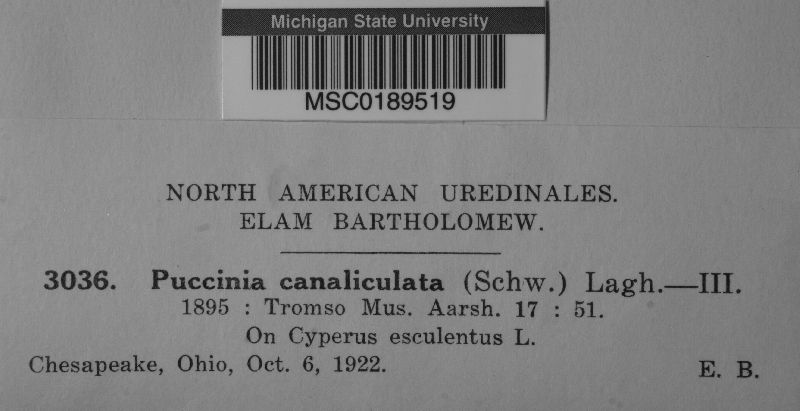 Michigan State University
MSC0189519
NORTH AMERICAN UREDINALES.
ELAM BARTHOLOMEW.
3036. Puccinia canaliculata (Schw.) Lagh.—III.
1895 : Tromso Mus. Aarsh. 17 : 51.
On Cyperus esculentus L.
Chesapeake, Ohio, Oct. 6, 1922. E. B.